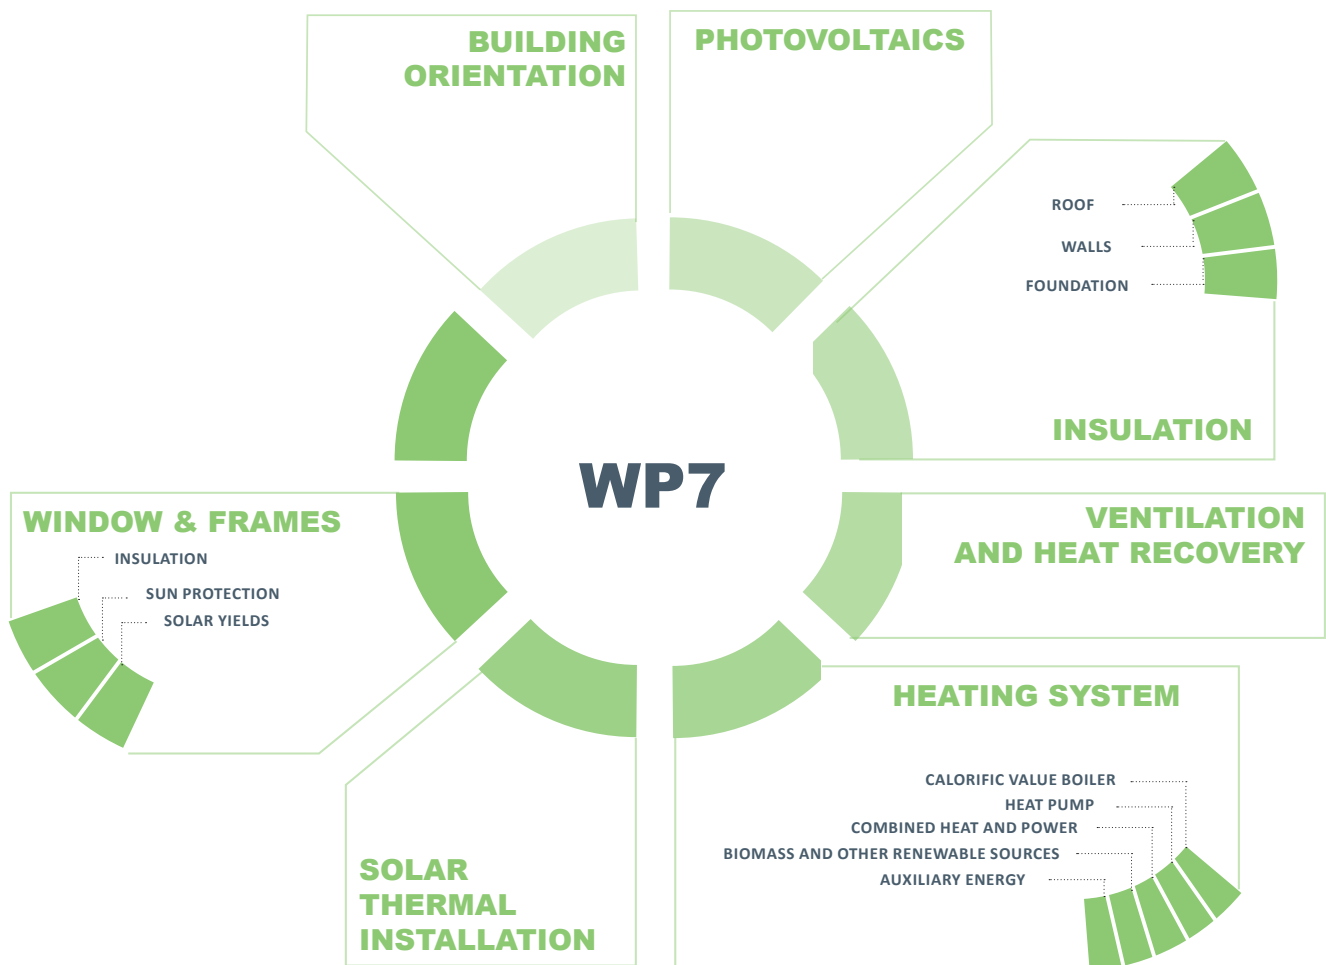 BUILDING
ORIENTATION
PHOTOVOLTAICS
ROOF
WALLS
FOUNDATION
INSULATION
WP7
WINDOW & FRAMES
INSULATION
SUN PROTECTION
SOLAR YIELDS
VENTILATION
AND HEAT RECOVERY
HEATING SYSTEM
CALORIFIC VALUE BOILER
HEAT PUMP
COMBINED HEAT AND POWER
BIOMASS AND OTHER RENEWABLE SOURCES
AUXILIARY ENERGY
SOLAR
THERMAL
INSTALLATION